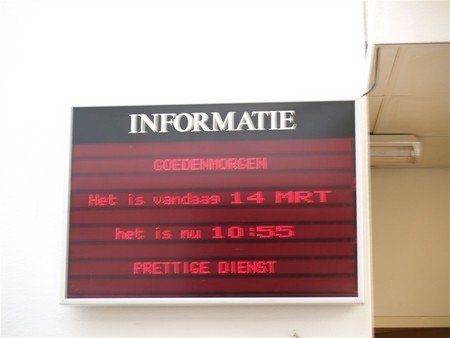 INFORMATIE
GOEDENMORGEN
Het is vandaag 14 MRT
het is nu 10:55
PRETTIGE DIENST